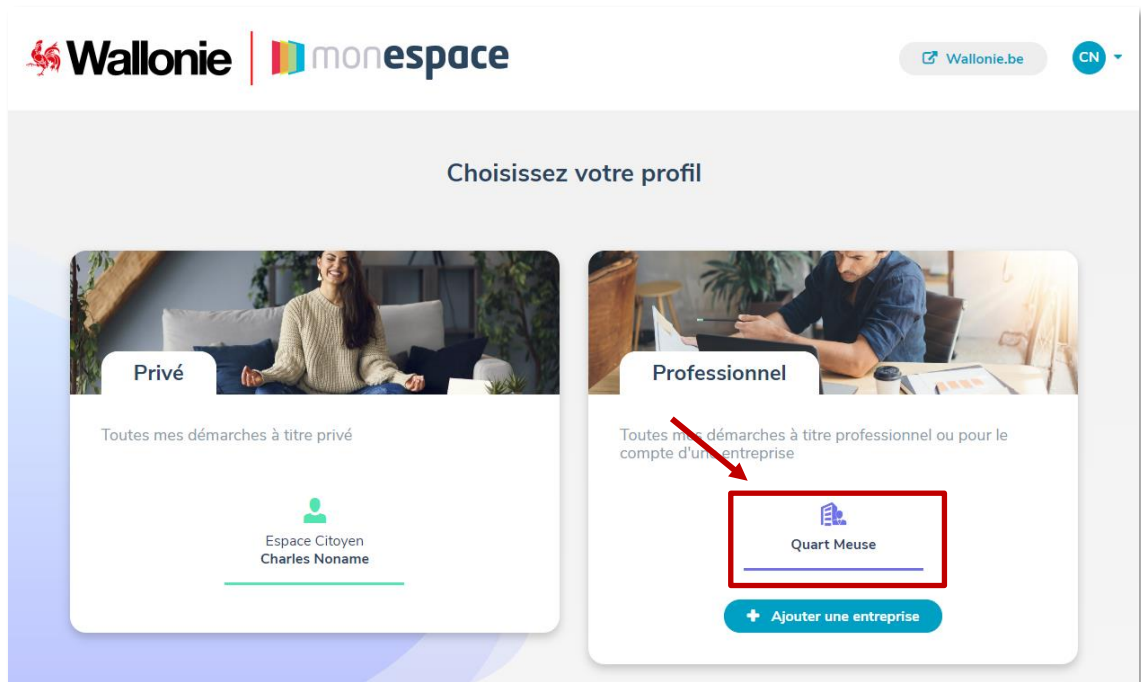 Wallonie
monespace
Wallonie.be
CN
Choisissez votre profil
Privé
Toutes mes démarches à titre privé
Espace Citoyen
Charles Noname
Professionnel
Toutes mes démarches à titre professionnel ou pour le
compte d'une entreprise
Quart Meuse
Ajouter une entreprise